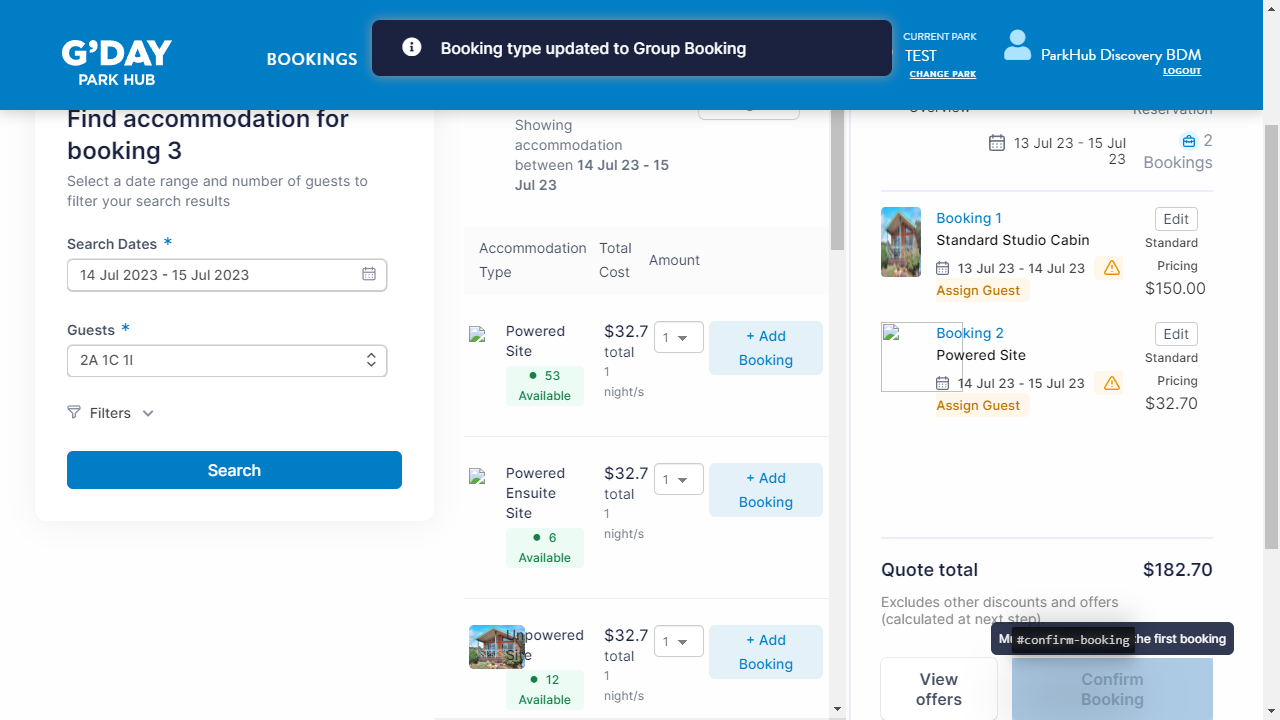 G'DAY
PARK HUB
BOOKINGS
Booking type updated to Group Booking
CURRENT PARK
TEST
CHANGE PARK
ParkHub Discovery BDM
LOGOUT
Find accommodation for
booking 3
Select a date range and number of guests to
filter your search results
Search Dates *
14 Jul 2023 - 15 Jul 2023
Guests *
2A 1C 1I
Filters
Search
Showing
accommodation
between 14 Jul 23 - 15
Jul 23
Accommodation
Type
Total
Cost
Amount
Powered
Site
53
Available
$32.7
total
1
night/s
1
+ Add
Booking
Powered
Ensuite
Site
6
Available
$32.7
total
1
night/s
1
+ Add
Booking
Unpowered
Site
12
Available
$32.7
total
1
night/s
1
+ Add
Booking
Overview
Reservation
13 Jul 23 - 15 Jul
23
2
Bookings
Booking 1
Standard Studio Cabin
13 Jul 23 - 14 Jul 23
Assign Guest
Edit
Standard
Pricing
$150.00
Booking 2
Powered Site
14 Jul 23 - 15 Jul 23
Assign Guest
Edit
Standard
Pricing
$32.70
Quote total
$182.70
Excludes other discounts and offers
(calculated at next step)
#confirm-booking
the first booking
View
offers
Confirm
Booking